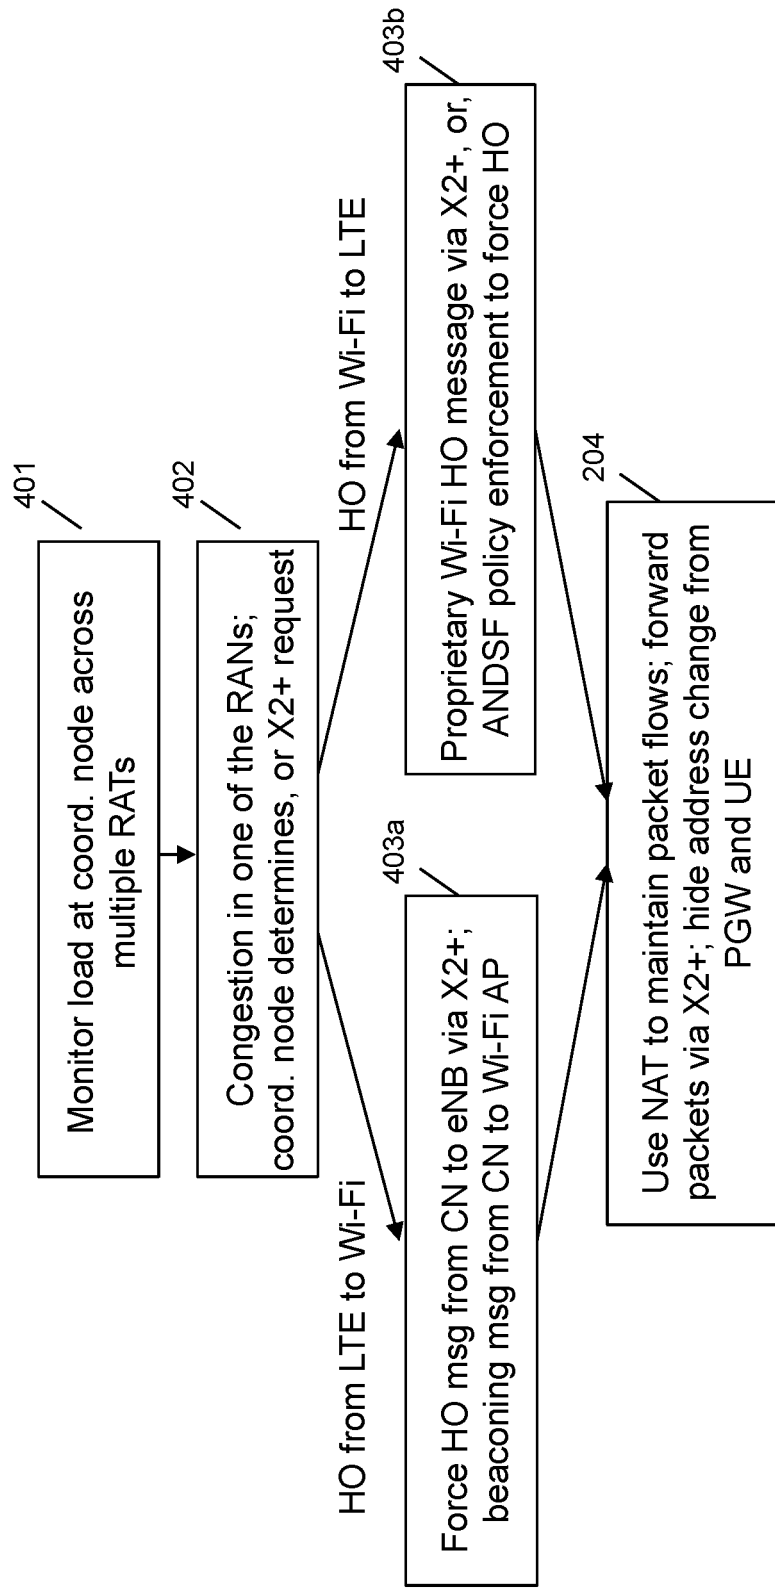 401
Monitor load at coord. node across
multiple RATs
402
Congestion in one of the RANs;
coord. node determines, or X2+ request
HO from LTE to Wi-Fi
HO from Wi-Fi to LTE
403a
Force HO msg from CN to eNB via X2+;
beaconing msg from CN to Wi-Fi AP
403b
Proprietary Wi-Fi HO message via X2+, or,
ANDSF policy enforcement to force HO
204
Use NAT to maintain packet flows; forward
packets via X2+; hide address change from
PGW and UE